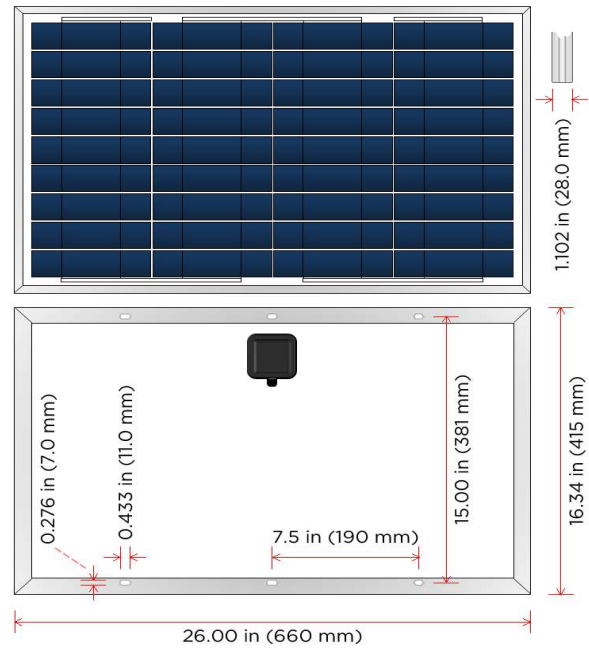 1.102 in (28.0 mm)
0.276 in (7.0 mm)
0.433 in (11.0 mm)
7.5 in (190 mm)
15.00 in (381 mm)
16.34 in (415 mm)
26.00 in (660 mm)